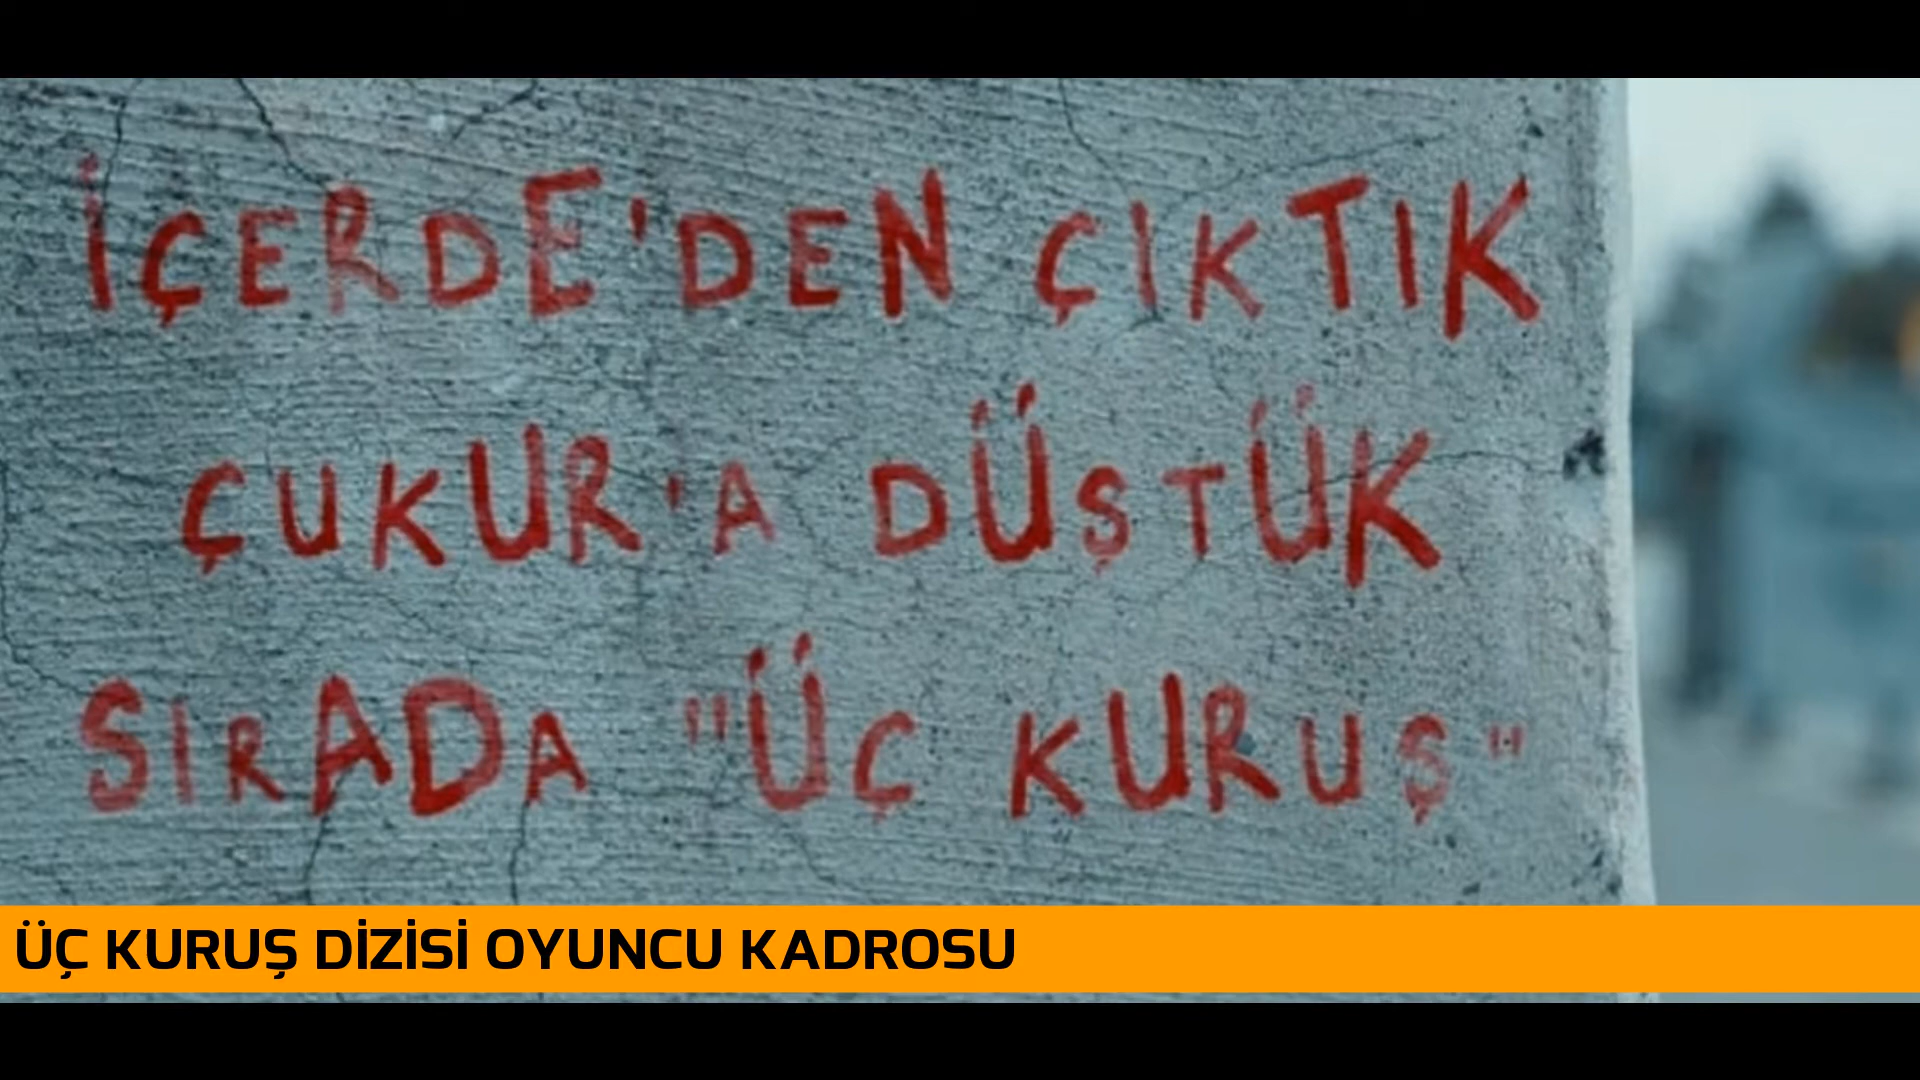 İÇERDE'DEN ÇIKTIK
ÇUKUR'A DÜŞTÜK
SIRADA "ÜÇ KURUŞ"
ÜÇ KURUŞ DİZİSİ OYUNCU KADROSU